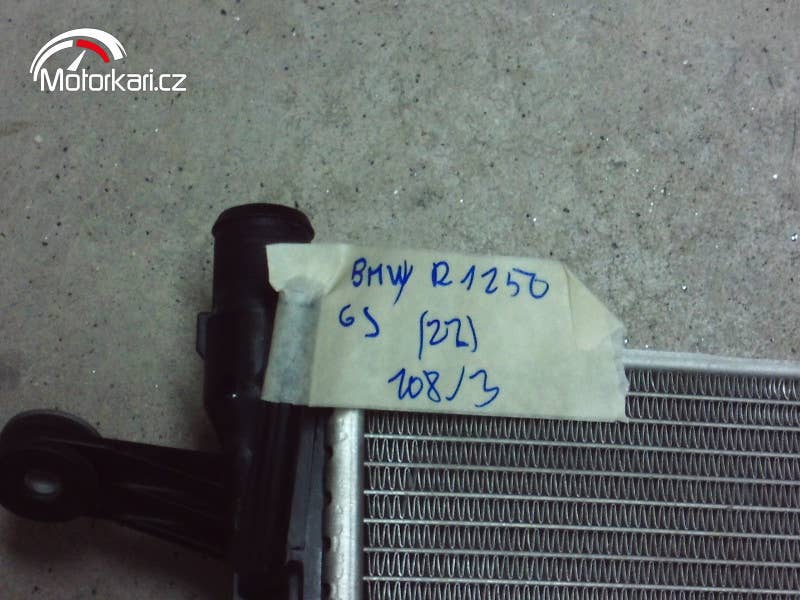 Motorkari.cz
BMW R1250
GS (22)
108/3